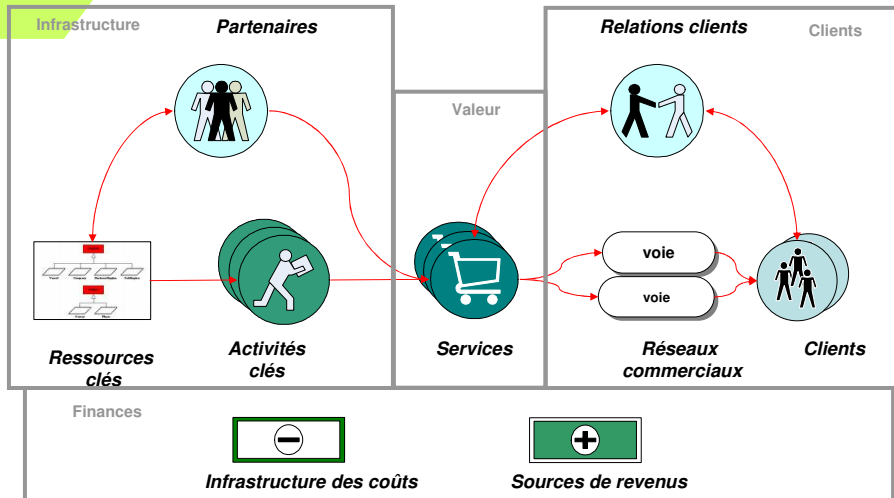 Infrastructure
Partenaires
Relations clients
Clients
Valeur
voie
voie
Ressources
clés
Activités
clés
Services
Réseaux
commerciaux
Clients
Finances
Infrastructure des coûts
Sources de revenus